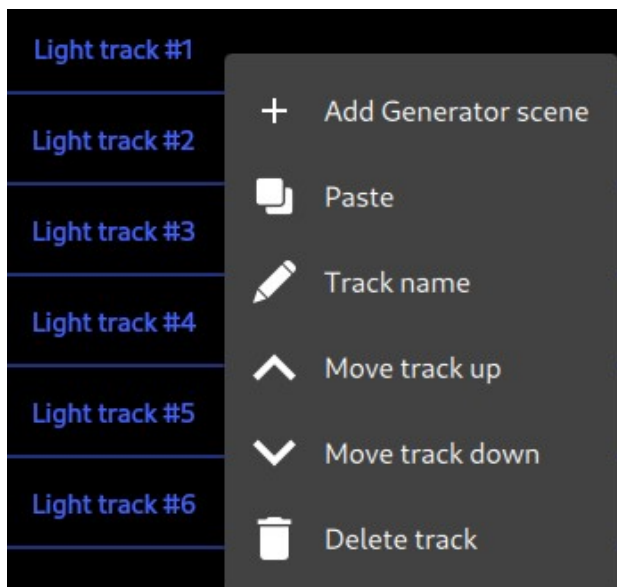 Light track #1
Light track #2
Light track #3
Light track #4
Light track #5
Light track #6
Add Generator scene
Paste
Track name
Move track up
Move track down
Delete track